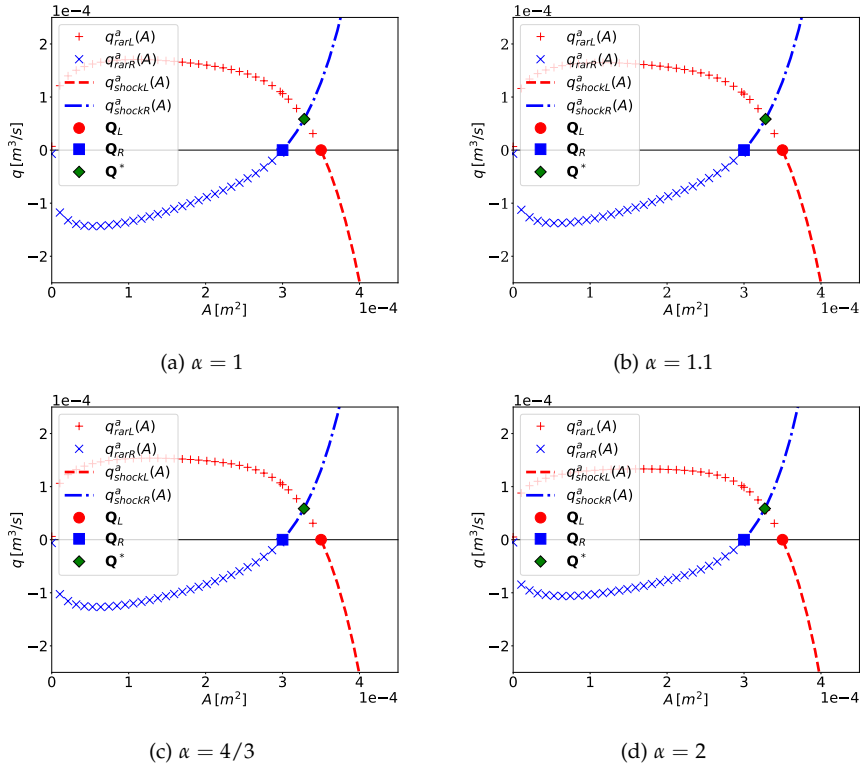 1e−4
q [m³/s]
2
1
0
−1
−2
q^a_rarL(A)
q^a_rarR(A)
q^a_shockL(A)
q^a_shockR(A)
Q_L
Q_R
Q*
0 1 2 3 4
A [m²]
1e−4
(a) α = 1
1e−4
q [m³/s]
2
1
0
−1
−2
q^a_rarL(A)
q^a_rarR(A)
q^a_shockL(A)
q^a_shockR(A)
Q_L
Q_R
Q*
0 1 2 3 4
A [m²]
1e−4
(b) α = 1.1
1e−4
q [m³/s]
2
1
0
−1
−2
q^a_rarL(A)
q^a_rarR(A)
q^a_shockL(A)
q^a_shockR(A)
Q_L
Q_R
Q*
0 1 2 3 4
A [m²]
1e−4
(c) α = 4/3
1e−4
q [m³/s]
2
1
0
−1
−2
q^a_rarL(A)
q^a_rarR(A)
q^a_shockL(A)
q^a_shockR(A)
Q_L
Q_R
Q*
0 1 2 3 4
A [m²]
1e−4
(d) α = 2